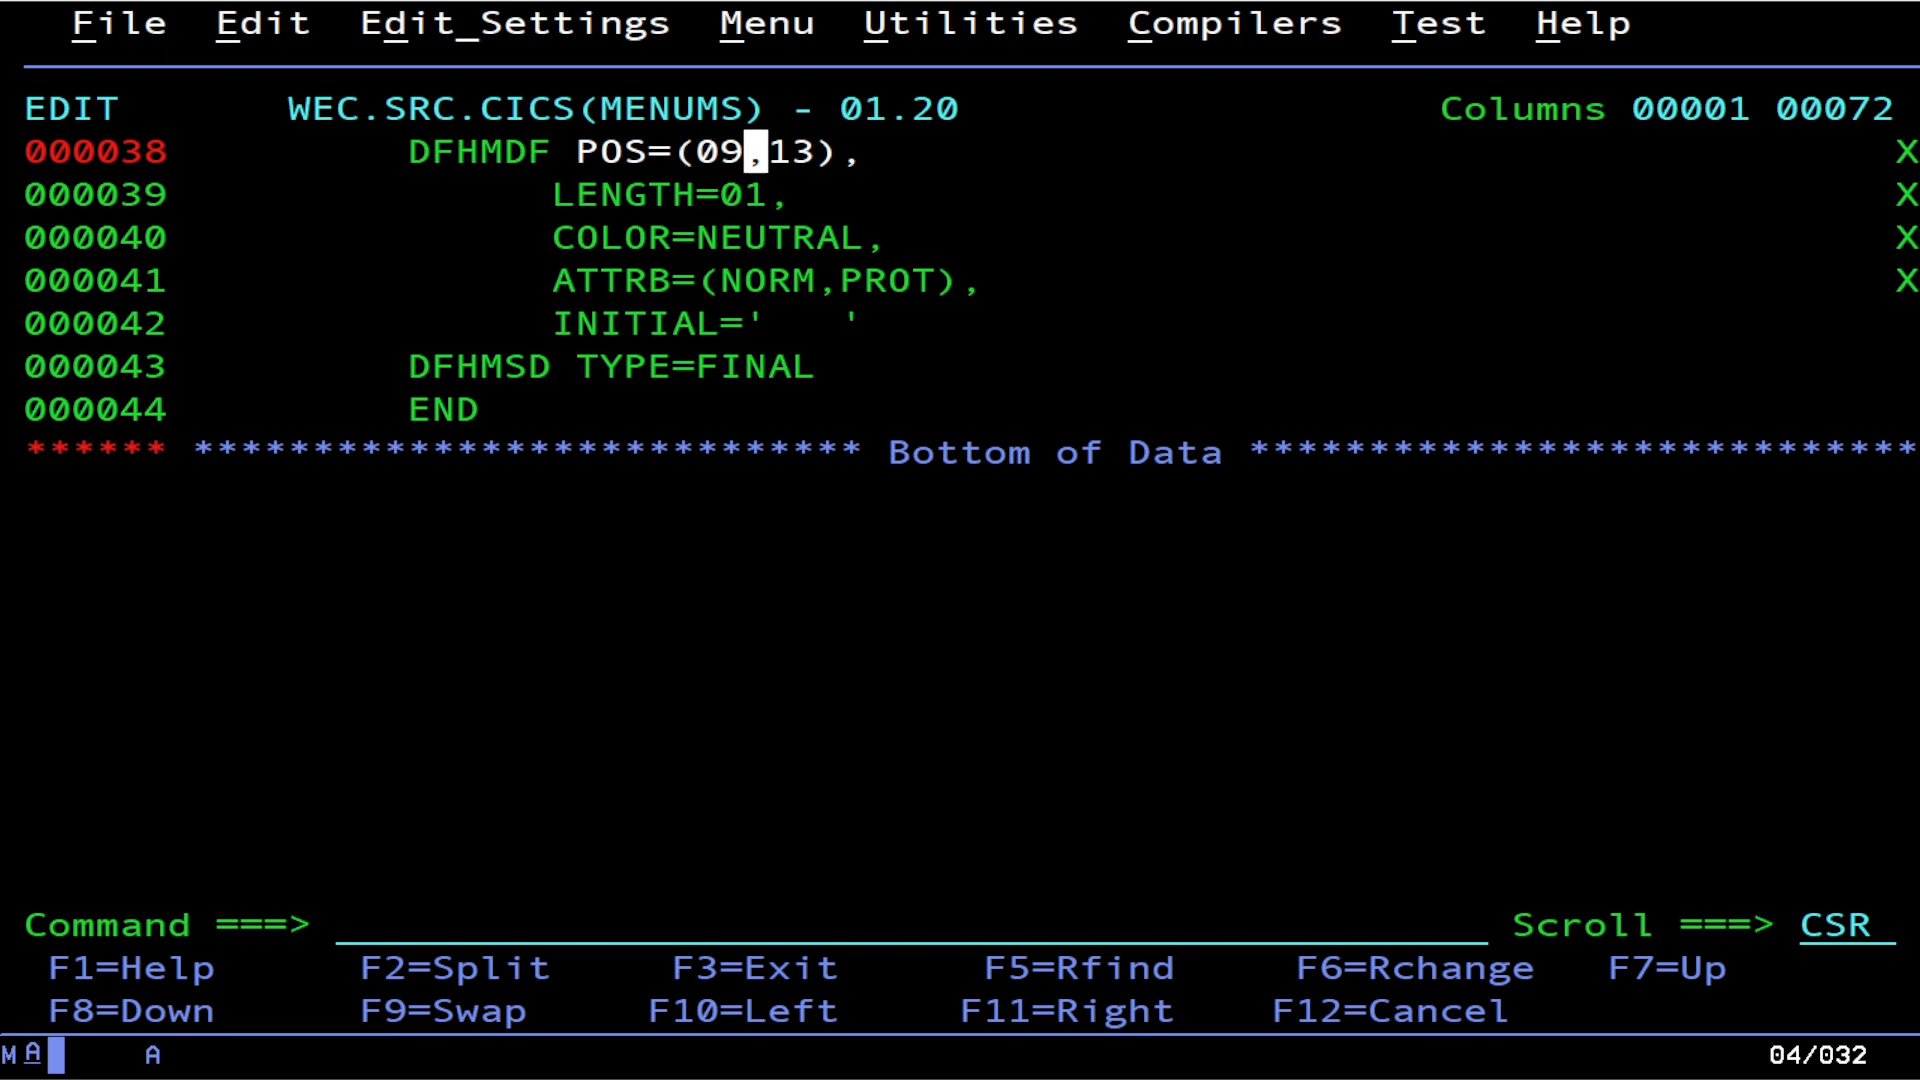 File  Edit  Edit_Settings  Menu  Utilities  Compilers  Test  Help
EDIT       WEC.SRC.CICS(MENUMS) - 01.20                    Columns 00001 00072
000038          DFHMDF POS=(09,13),                                           X
000039                LENGTH=01,                                              X
000040                COLOR=NEUTRAL,                                          X
000041                ATTRB=(NORM,PROT),                                      X
000042                INITIAL='   '
000043          DFHMSD TYPE=FINAL
000044          END
****** **************************** Bottom of Data ****************************
Command ===>                                                  Scroll ===> CSR
F1=Help      F2=Split     F3=Exit      F5=Rfind     F6=Rchange   F7=Up
F8=Down      F9=Swap     F10=Left     F11=Right    F12=Cancel
MA    A                                                                  04/032